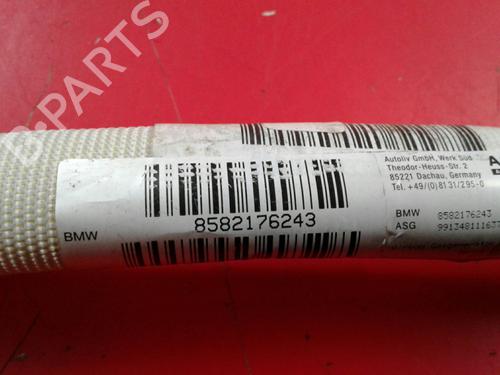 B-PARTS
Autoliv GmbH, Werk Süd
Theodor-Heuss-Str. 2
85221 Dachau, Germany
Tel. +49/(0)8131/295-0
BMW 8582176243
BMW 8582176243
ASG